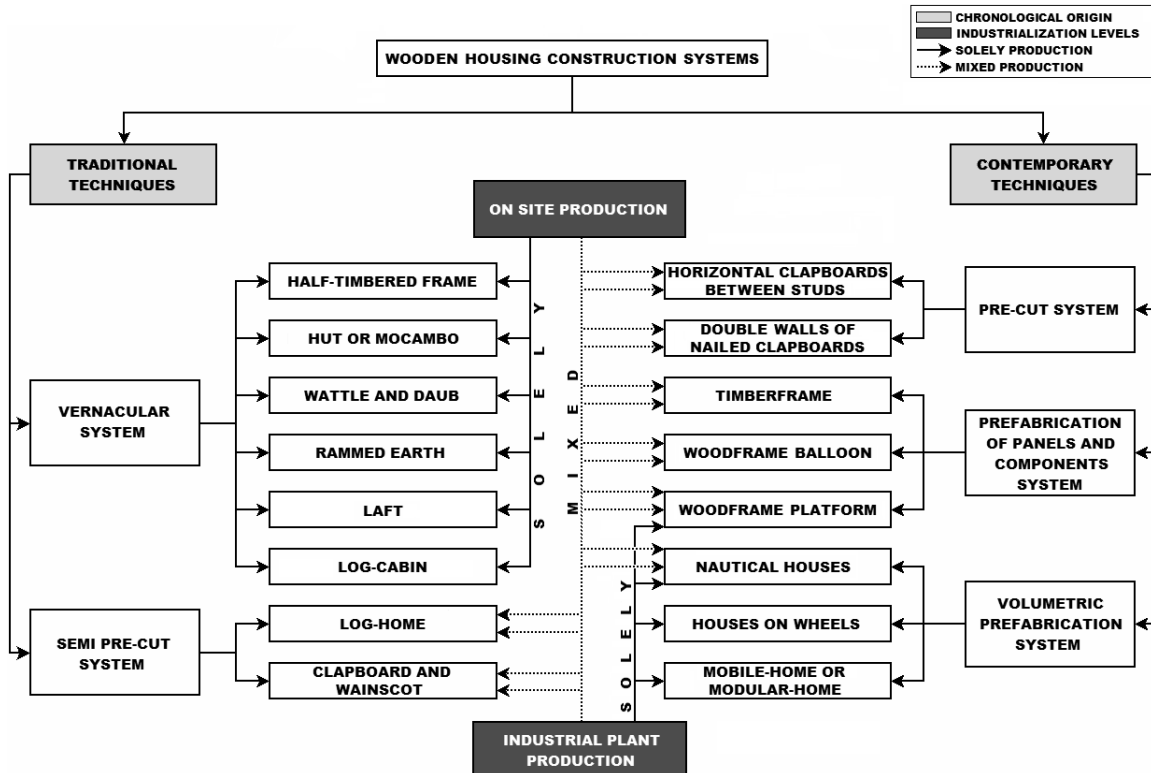 CHRONOLOGICAL ORIGIN
INDUSTRIALIZATION LEVELS
SOLELY PRODUCTION
MIXED PRODUCTION
WOODEN HOUSING CONSTRUCTION SYSTEMS
TRADITIONAL
TECHNIQUES
CONTEMPORARY
TECHNIQUES
ON SITE PRODUCTION
VERNACULAR
SYSTEM
SEMI PRE-CUT
SYSTEM
HALF-TIMBERED FRAME
HUT OR MOCAMBO
WATTLE AND DAUB
RAMMED EARTH
LAFT
LOG-CABIN
LOG-HOME
CLAPBOARD AND
WAINSCOT
SOLELY
MIXED
SOLELY
HORIZONTAL CLAPBOARDS
BETWEEN STUDS
DOUBLE WALLS OF
NAILED CLAPBOARDS
TIMBERFRAME
WOODFRAME BALLOON
WOODFRAME PLATFORM
NAUTICAL HOUSES
HOUSES ON WHEELS
MOBILE-HOME OR
MODULAR-HOME
PRE-CUT SYSTEM
PREFABRICATION
OF PANELS AND
COMPONENTS
SYSTEM
VOLUMETRIC
PREFABRICATION
SYSTEM
INDUSTRIAL PLANT
PRODUCTION